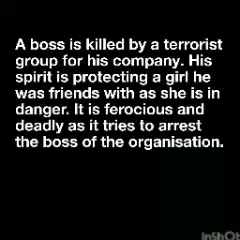 A boss is killed by a terrorist
group for his company. His
spirit is protecting a girl he
was friends with as she is in
danger. It is ferocious and
deadly as it tries to arrest
the boss of the organisation.